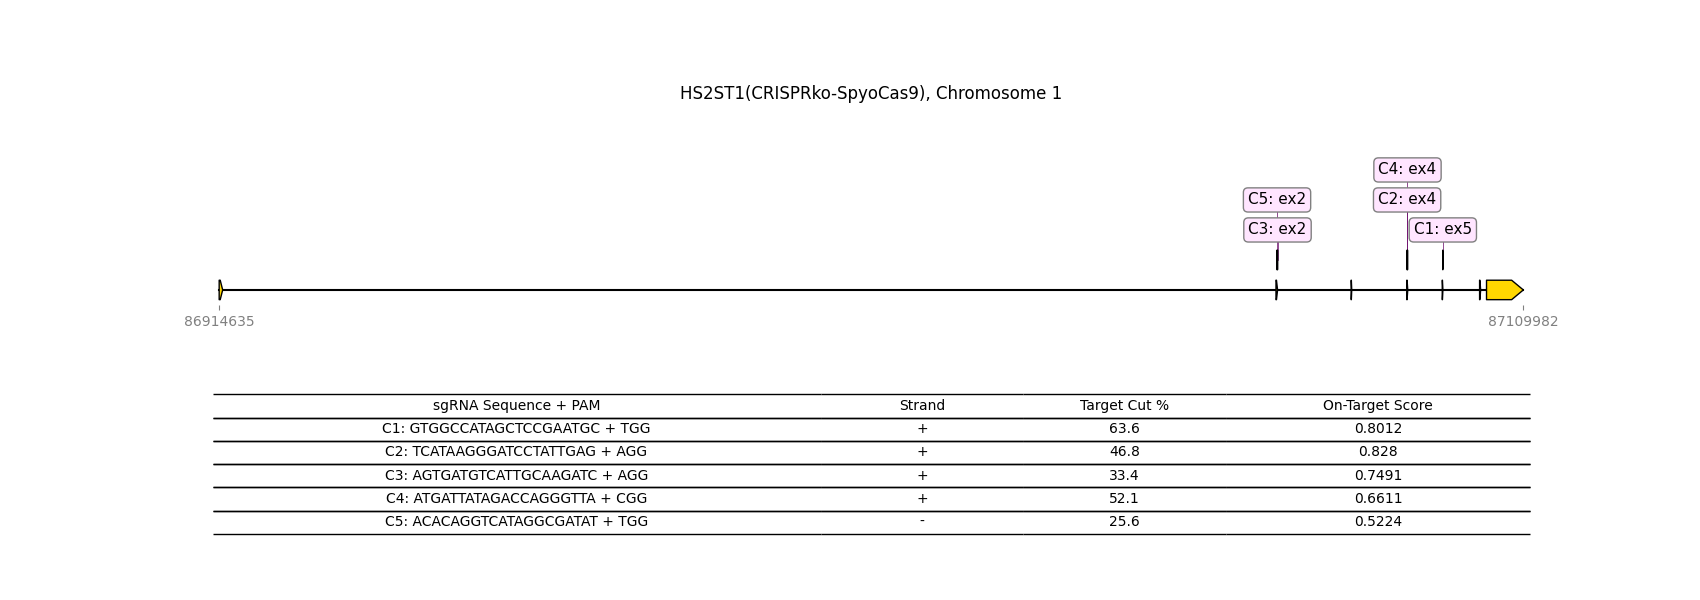 HS2ST1(CRISPRko-SpyoCas9), Chromosome 1
C4: ex4
C5: ex2 C2: ex4
C3: ex2 C1: ex5
86914635 87109982
sgRNA Sequence + PAM Strand Target Cut % On-Target Score
C1: GTGGCCATAGCTCCGAATGC + TGG + 63.6 0.8012
C2: TCATAAGGGATCCTATTGAG + AGG + 46.8 0.828
C3: AGTGATGTCATTGCAAGATC + AGG + 33.4 0.7491
C4: ATGATTATAGACCAGGGTTA + CGG + 52.1 0.6611
C5: ACACAGGTCATAGGCGATAT + TGG - 25.6 0.5224